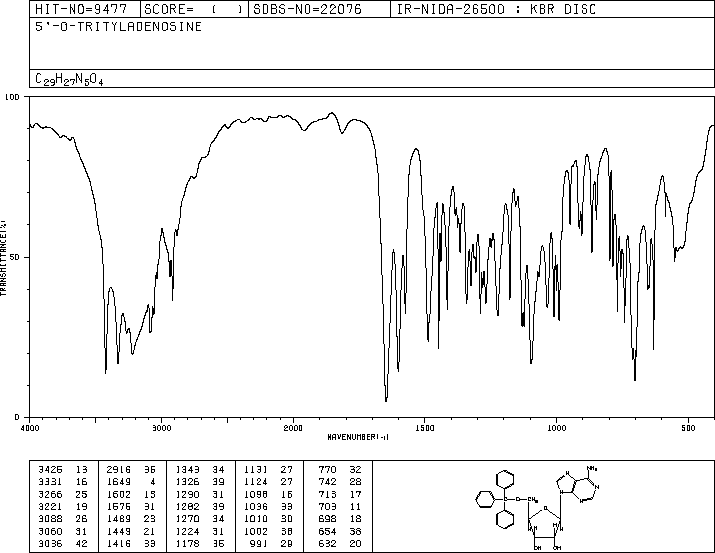 HIT-NO=9477 SCORE= ( ) SDBS-NO=22076 IR-NIDA-26500 : KBR DISC
5'-O-TRITYLADENOSINE
C29H27N5O4
100
50
0
TRANSMITTANCE(%)
4000 3000 2000 1500 1000 500
WAVENUMBER(-1)
3425 13 2916 36 1343 34 1131 27 770 32
3331 16 1649 4 1326 39 1124 27 742 28
3266 25 1602 15 1290 31 1098 16 713 17
3221 19 1576 31 1282 39 1036 33 703 11
3088 26 1489 23 1270 34 1010 30 698 18
3060 31 1449 21 1224 31 1002 38 654 38
3036 42 1416 33 1178 36 991 29 632 20
NH2
N N
N N
C O CH2
O
H H
H H
OH OH